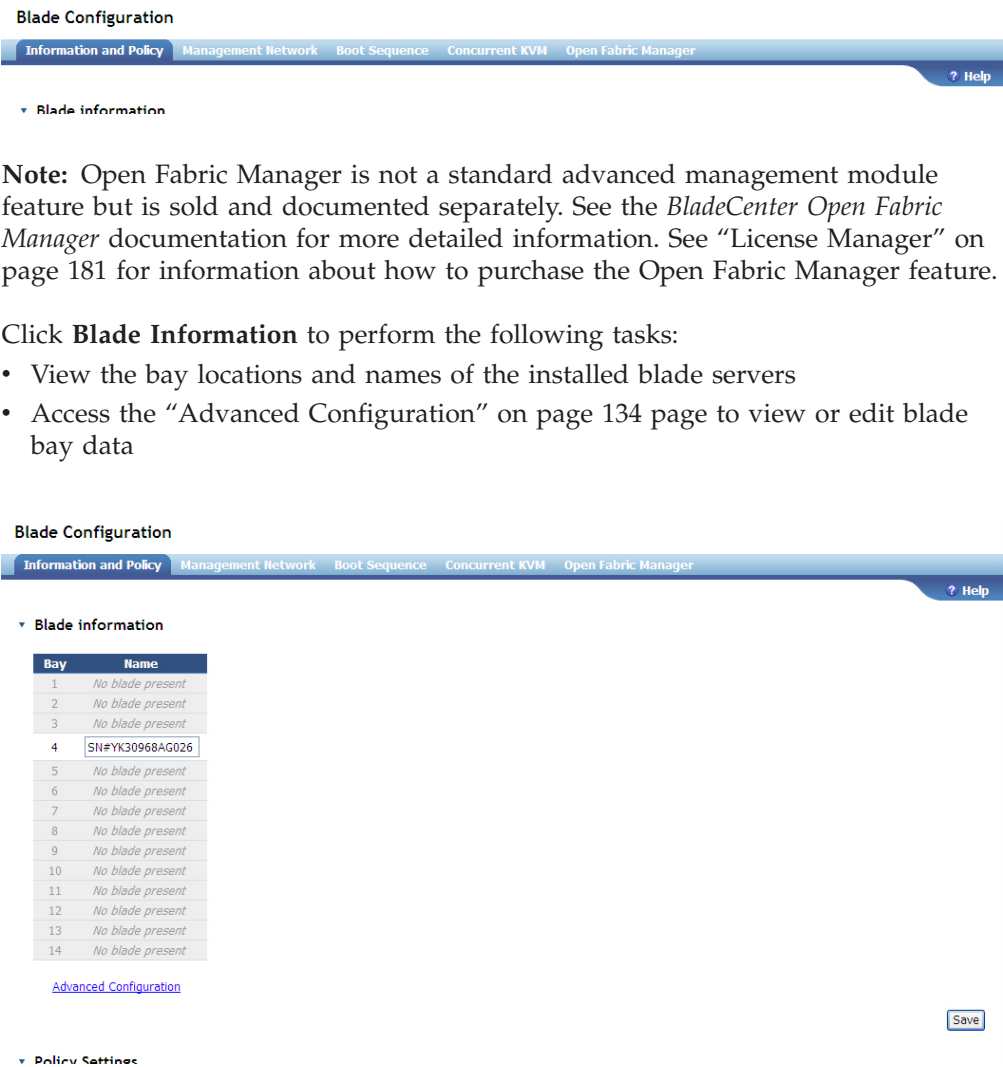 Blade Configuration
Information and Policy Management Network Boot Sequence Concurrent KVM Open Fabric Manager
? Help
Blade information
Note: Open Fabric Manager is not a standard advanced management module
feature but is sold and documented separately. See the BladeCenter Open Fabric
Manager documentation for more detailed information. See “License Manager” on
page 181 for information about how to purchase the Open Fabric Manager feature.
Click Blade Information to perform the following tasks:
• View the bay locations and names of the installed blade servers
• Access the “Advanced Configuration” on page 134 page to view or edit blade
bay data
Blade Configuration
Information and Policy Management Network Boot Sequence Concurrent KVM Open Fabric Manager
? Help
Blade information
Bay Name
1 No blade present
2 No blade present
3 No blade present
4 SN#YK30968AG026
5 No blade present
6 No blade present
7 No blade present
8 No blade present
9 No blade present
10 No blade present
11 No blade present
12 No blade present
13 No blade present
14 No blade present
Advanced Configuration
Save
Policy Settings